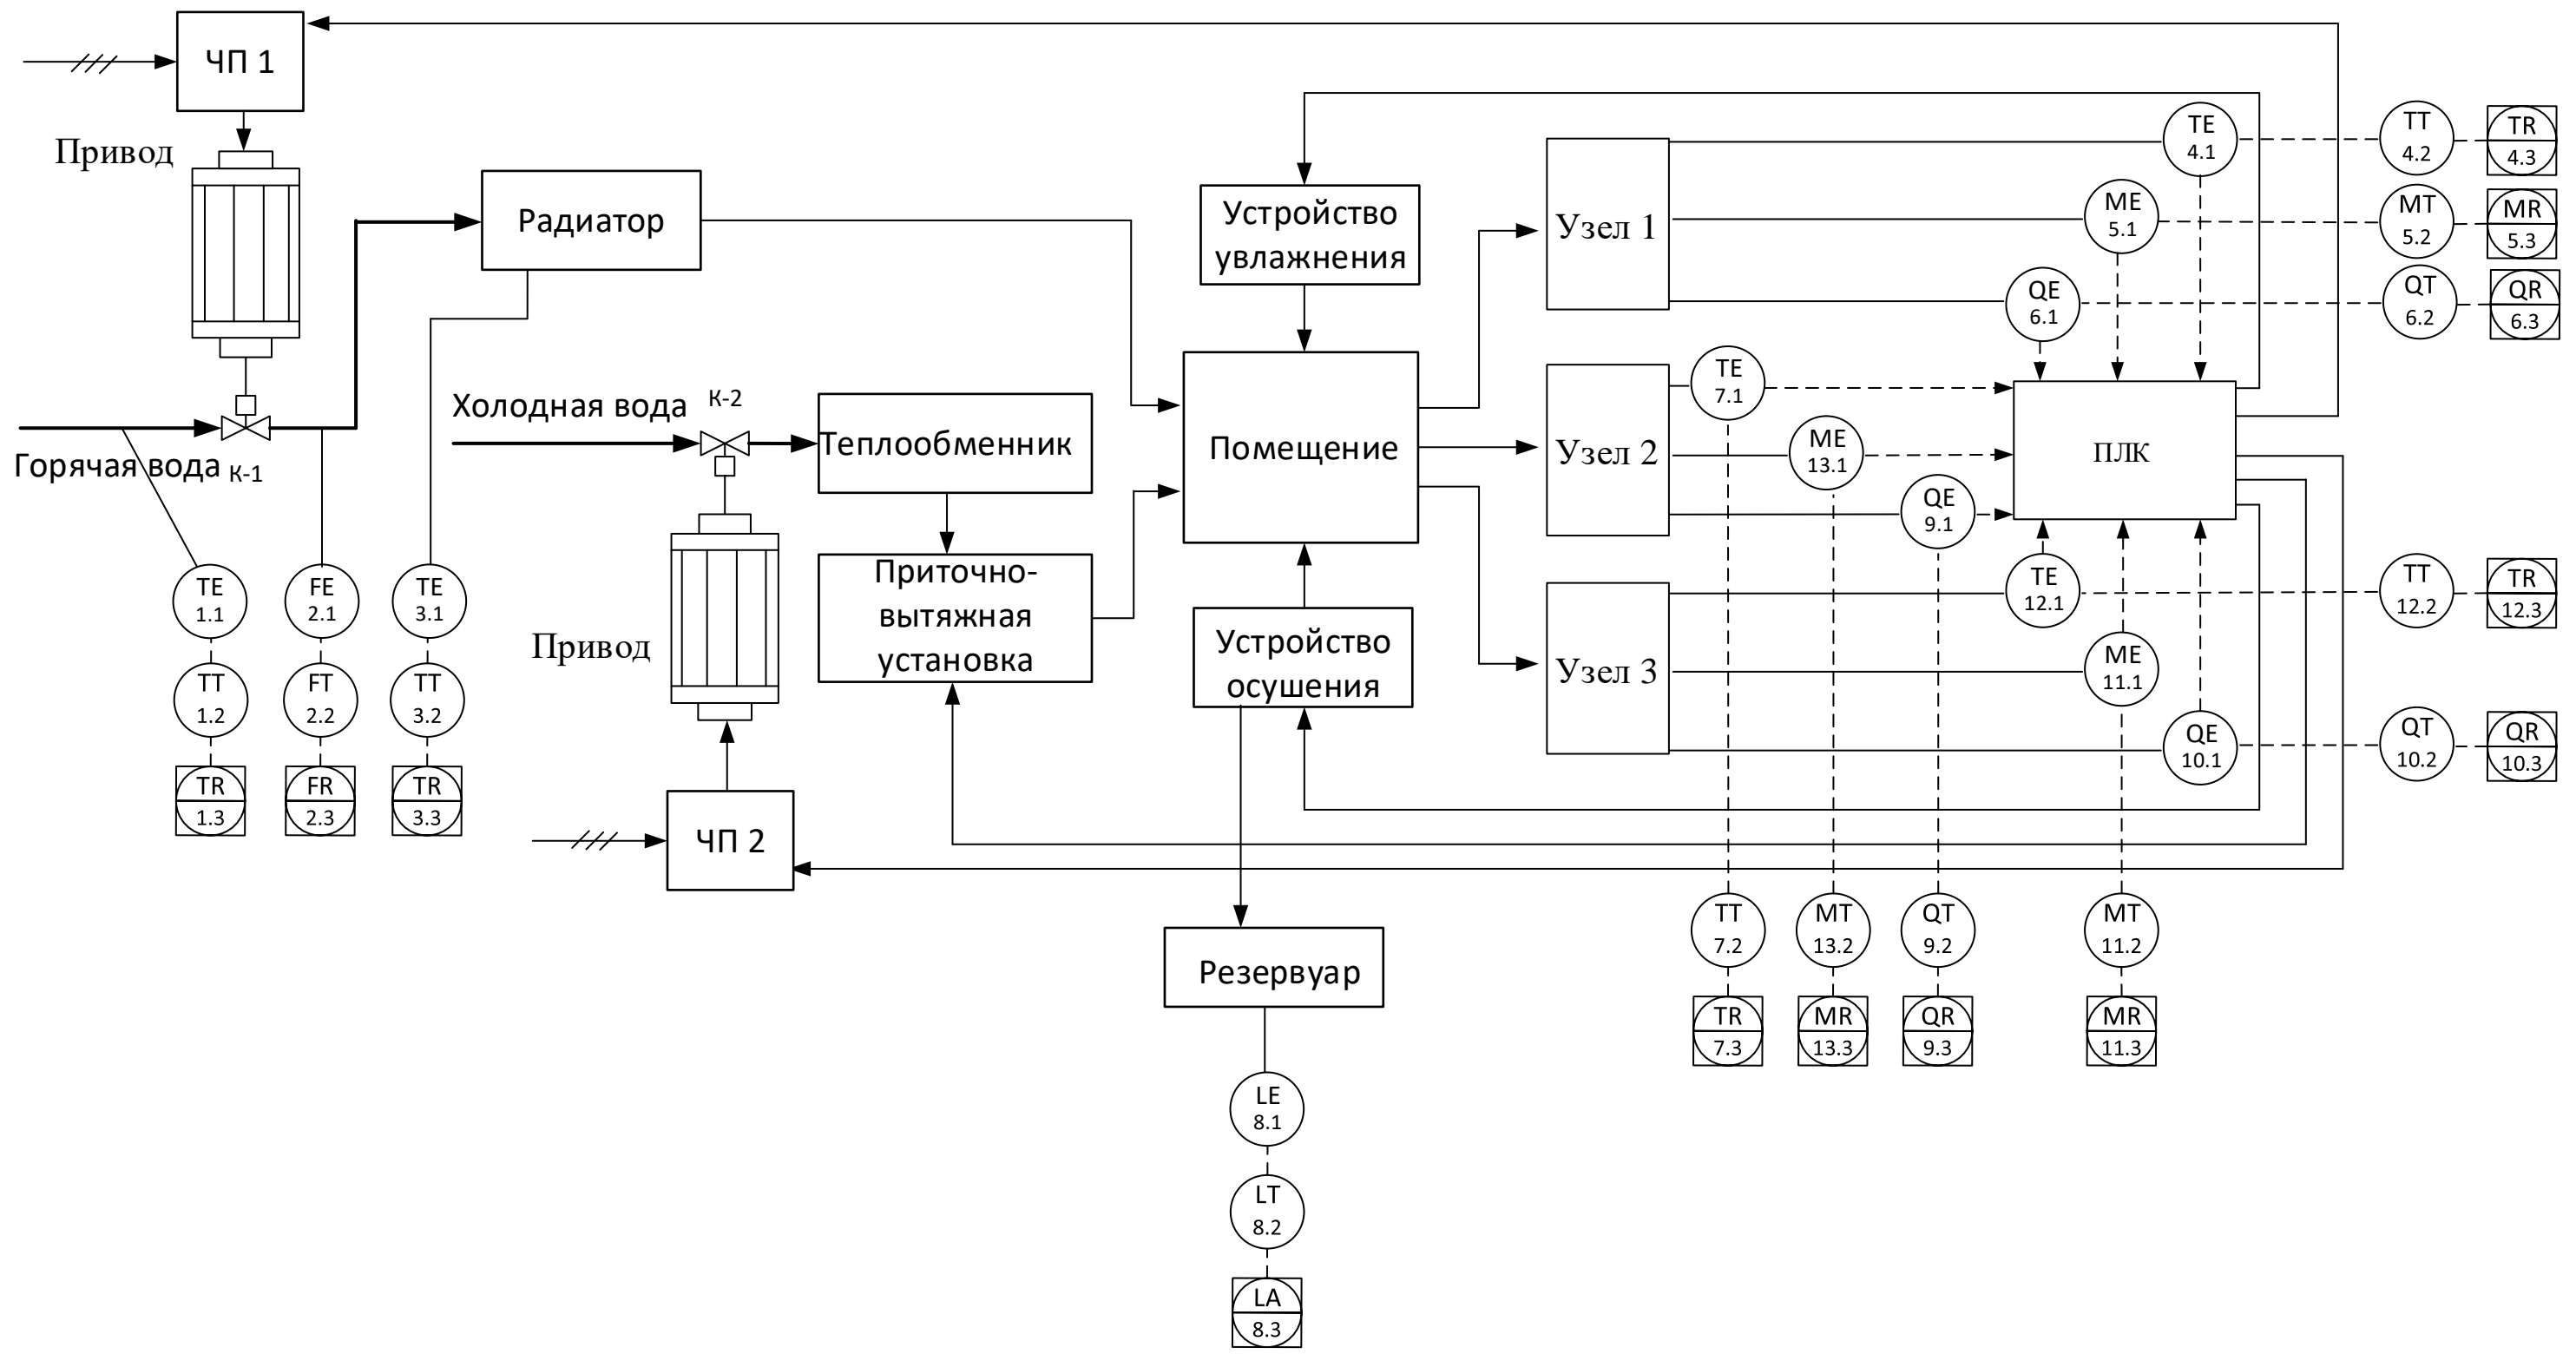 ЧП 1
Привод
Радиатор
Устройство
увлажнения
Узел 1
TE
4.1
TT
4.2
TR
4.3
ME
5.1
MT
5.2
MR
5.3
QE
6.1
QT
6.2
QR
6.3
Горячая вода
К-1
Холодная вода
К-2
Теплообменник
Помещение
Узел 2
TE
7.1
ME
13.1
QE
9.1
ПЛК
TE
1.1
FE
2.1
TE
3.1
Привод
Приточно-
вытяжная
установка
Устройство
осушения
Узел 3
TE
12.1
TT
12.2
TR
12.3
ME
11.1
QE
10.1
QT
10.2
QR
10.3
TT
1.2
FT
2.2
TT
3.2
TR
1.3
FR
2.3
TR
3.3
ЧП 2
Резервуар
TT
7.2
MT
13.2
QT
9.2
MT
11.2
TR
7.3
MR
13.3
QR
9.3
MR
11.3
LE
8.1
LT
8.2
LA
8.3